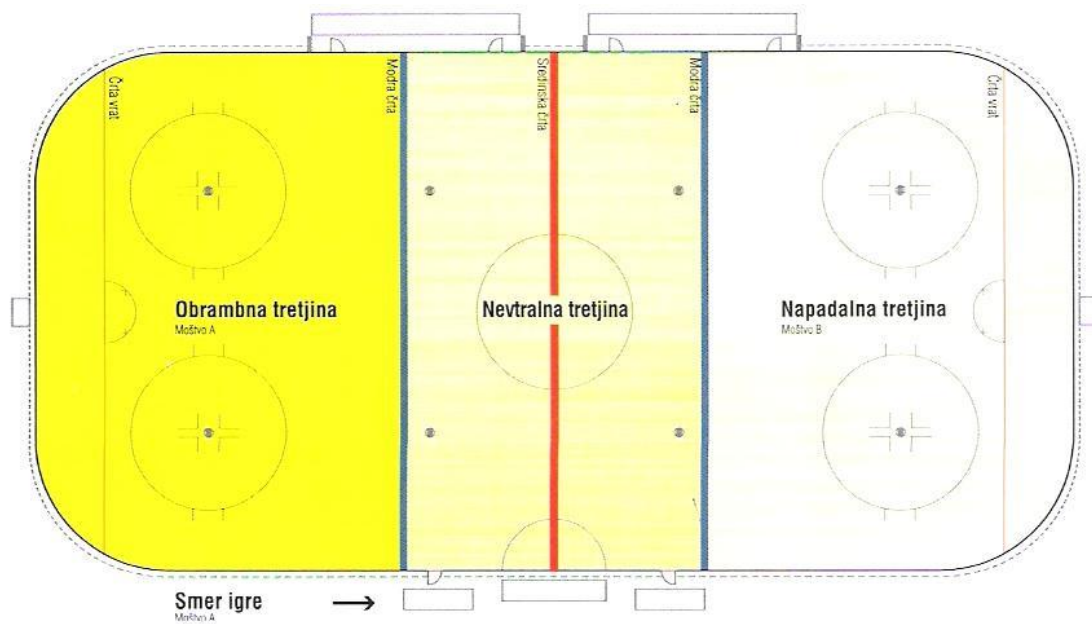 Črta vrat
Modra črta
Sredinska črta
Modra črta
Črta vrat
Obrambna tretjina
Moštvo A
Nevtralna tretjina
Napadalna tretjina
Moštvo B
Smer igre
Moštvo A